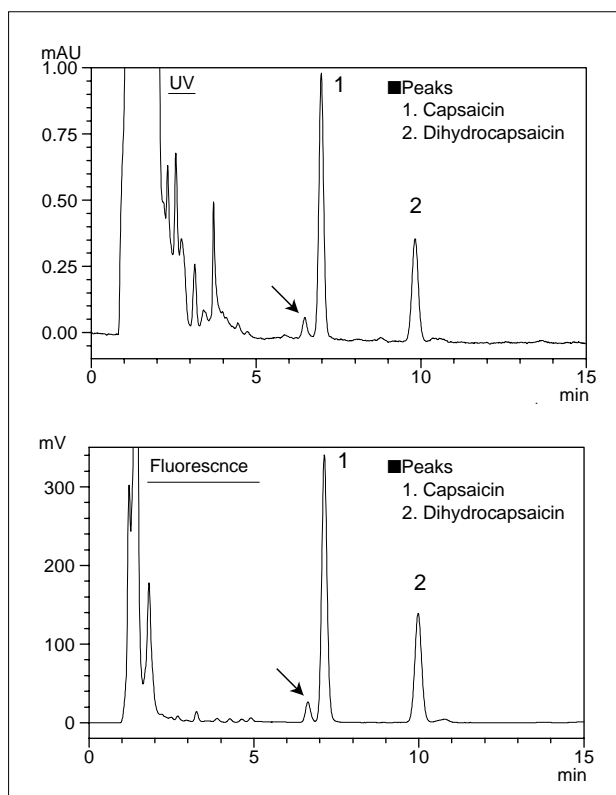 mAU
1.00
UV
1
■Peaks
1. Capsaicin
2. Dihydrocapsaicin
0.75
0.50
2
0.25
0.00
0 5 10 15
min
mV
Fluorescnce
1
■Peaks
1. Capsaicin
2. Dihydrocapsaicin
300
200
2
100
0
0 5 10 15
min